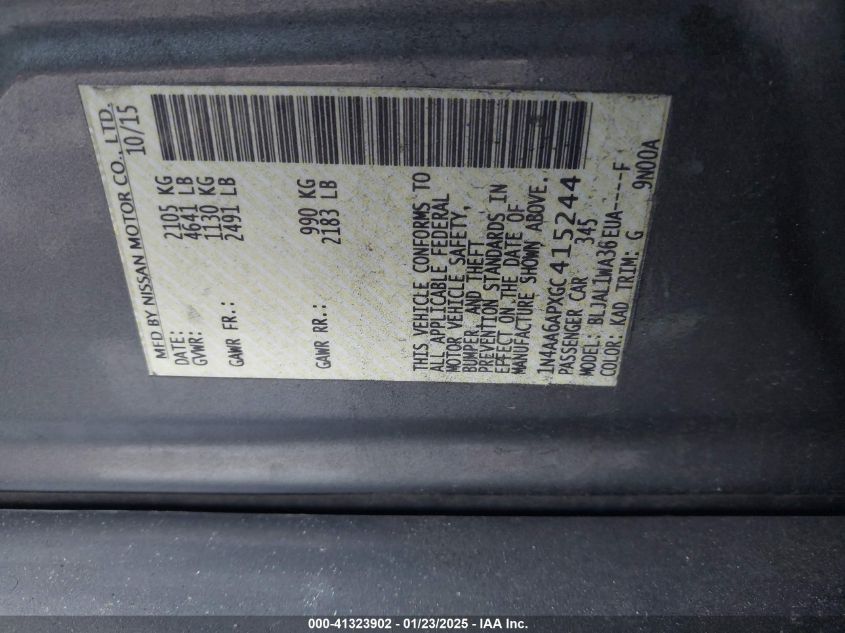 MFD BY NISSAN MOTOR CO., LTD.
DATE: 10/15
GVWR: 2105 KG
4641 LB
GAWR FR.: 1130 KG
2491 LB
GAWR RR.: 990 KG
2183 LB
THIS VEHICLE CONFORMS TO
ALL APPLICABLE FEDERAL
MOTOR VEHICLE SAFETY,
BUMPER, AND THEFT
PREVENTION STANDARDS IN
EFFECT ON THE DATE OF
MANUFACTURE SHOWN ABOVE.
1N4AA6APXGC415244
PASSENGER CAR 345
MODEL: BLJALIWA36EUA----F
COLOR: KAD TRIM: G 9N00A
000-41323902 - 01/23/2025 - IAA Inc.